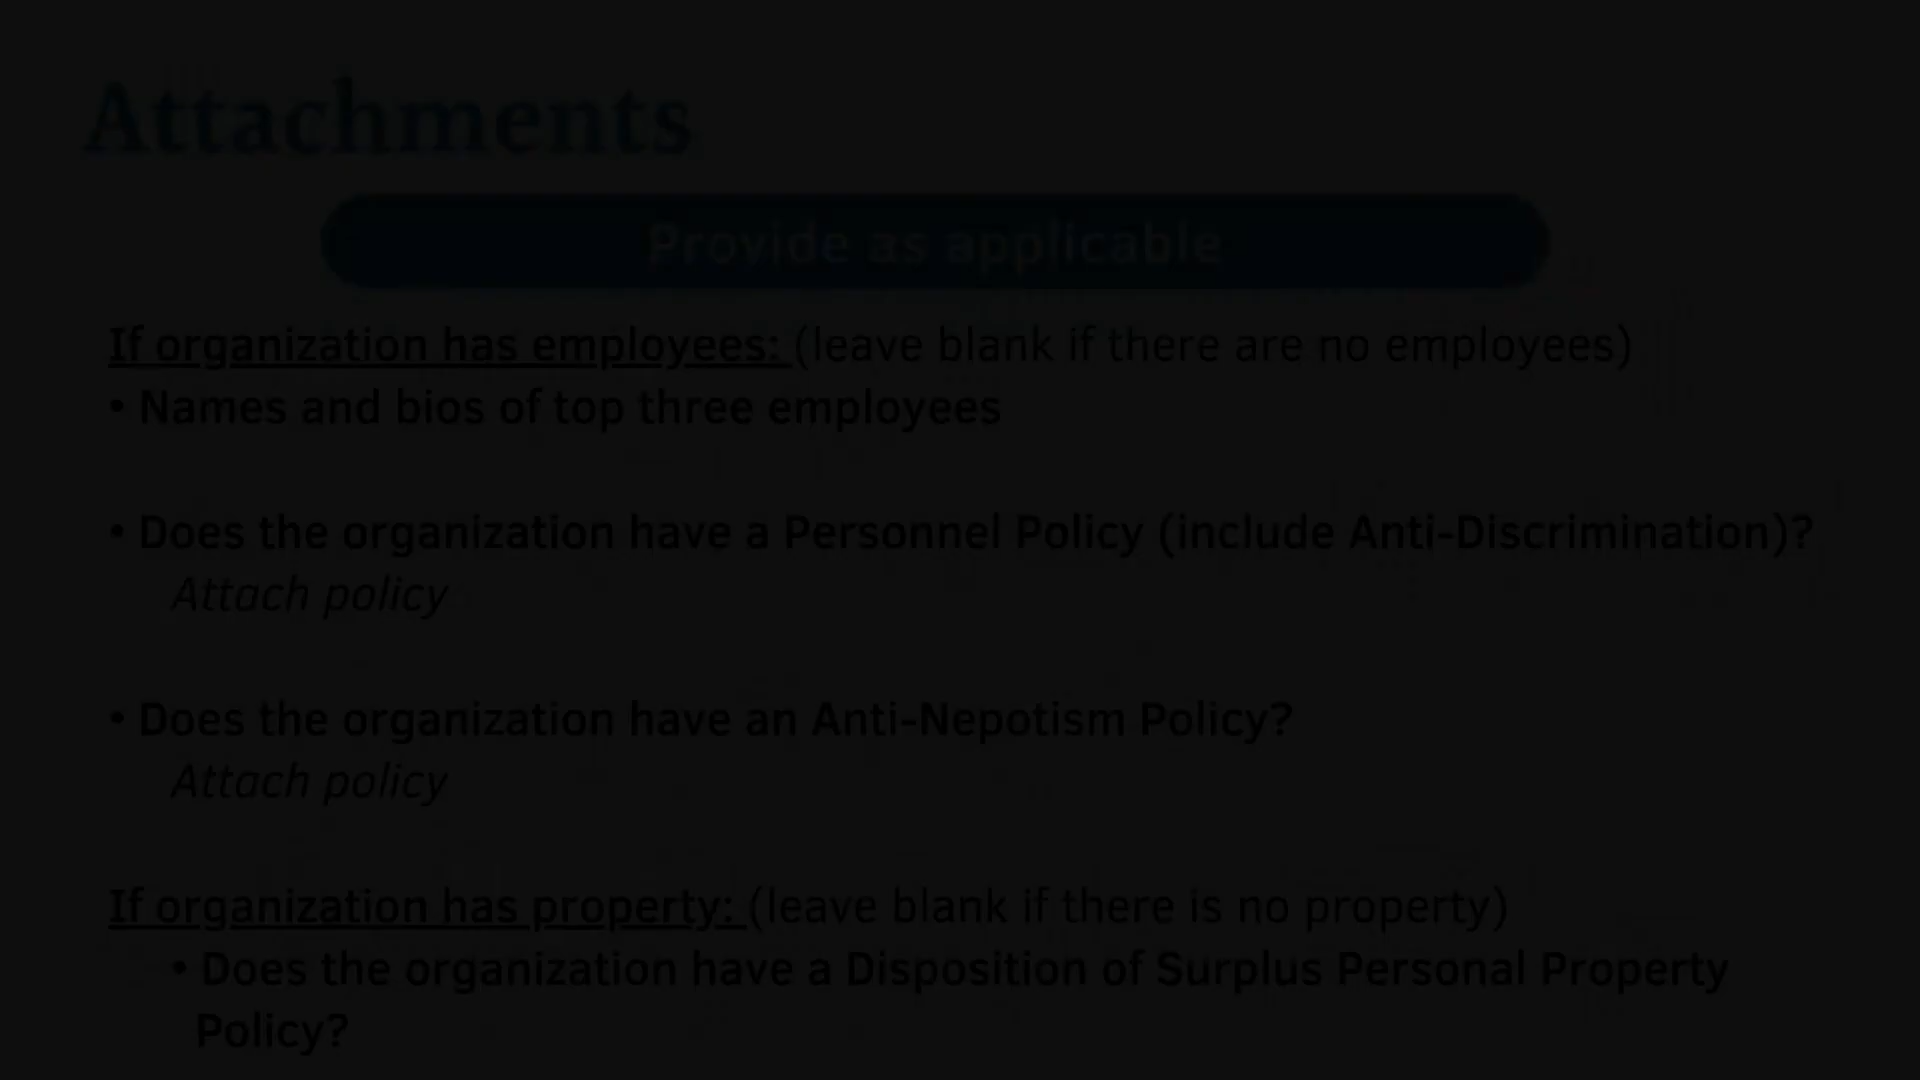 Attachments
Provide as applicable
If organization has employees: (leave blank if there are no employees)
• Names and bios of top three employees
• Does the organization have a Personnel Policy (include Anti-Discrimination)?
Attach policy
• Does the organization have an Anti-Nepotism Policy?
Attach policy
If organization has property: (leave blank if there is no property)
• Does the organization have a Disposition of Surplus Personal Property
Policy?